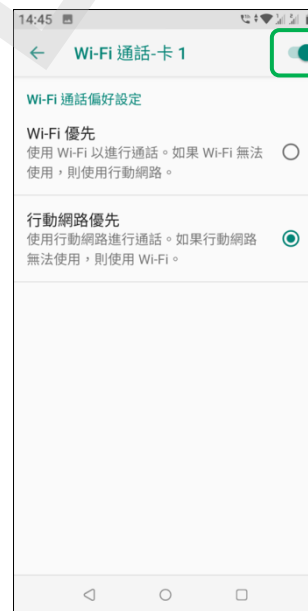 14:45
Wi-Fi 通話-卡 1
Wi-Fi 通話偏好設定
Wi-Fi 優先
使用 Wi-Fi 以進行通話。如果 Wi-Fi 無法
使用，則使用行動網路。
行動網路優先
使用行動網路進行通話。如果行動網路
無法使用，則使用 Wi-Fi。